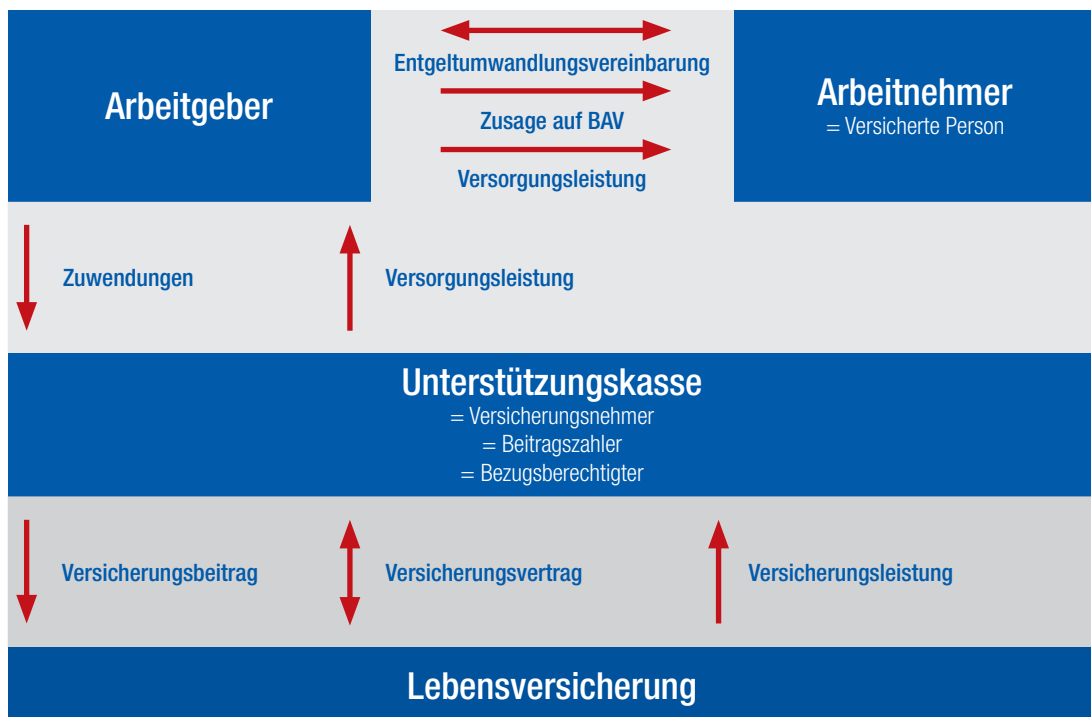 Arbeitgeber
Entgeltumwandlungsvereinbarung
Zusage auf BAV
Versorgungsleistung
Arbeitnehmer
= Versicherte Person
Zuwendungen
Versorgungsleistung
Unterstützungskasse
= Versicherungsnehmer
= Beitragszahler
= Bezugsberechtigter
Versicherungsbeitrag
Versicherungsvertrag
Versicherungsleistung
Lebensversicherung